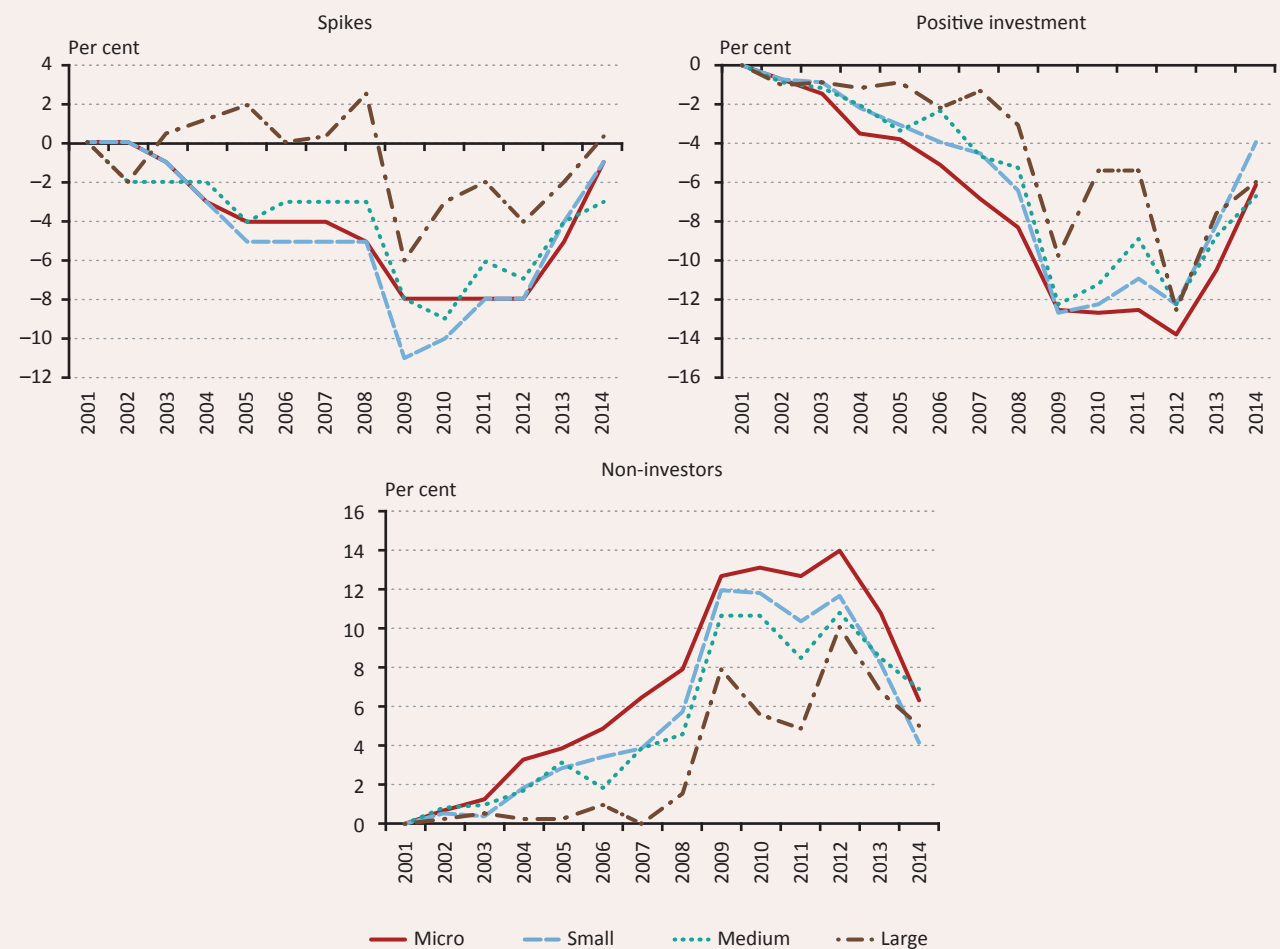 Spikes
Per cent
4
2
0
−2
−4
−6
−8
−10
−12
2001 2002 2003 2004 2005 2006 2007 2008 2009 2010 2011 2012 2013 2014
Positive investment
Per cent
0
−2
−4
−6
−8
−10
−12
−14
−16
2001 2002 2003 2004 2005 2006 2007 2008 2009 2010 2011 2012 2013 2014
Non-investors
Per cent
16
14
12
10
8
6
4
2
0
2001 2002 2003 2004 2005 2006 2007 2008 2009 2010 2011 2012 2013 2014
Micro Small Medium Large